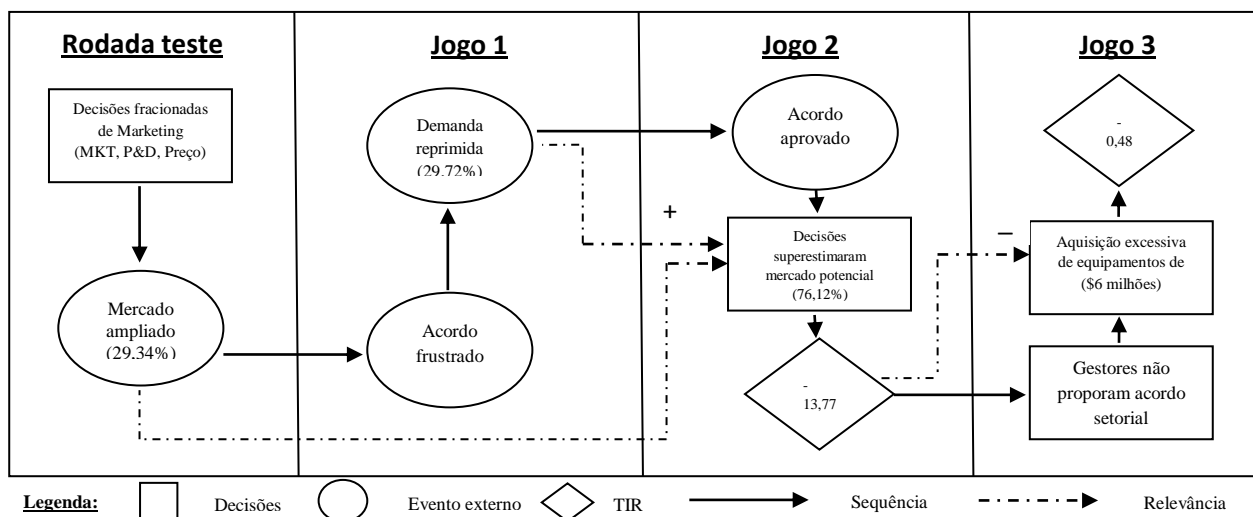 Rodada teste
Decisões fracionadas
de Marketing
(MKT, P&D, Preço)
Mercado
ampliado
(29.34%)
Jogo 1
Demanda
reprimida
(29.72%)
Acordo
frustrado
Jogo 2
Acordo
aprovado
+
Decisões
superestimaram
mercado potencial
(76,12%)
-
13,77
Jogo 3
-
0,48
–
Aquisição excessiva
de equipamentos de
($6 milhões)
Gestores não
proporam acordo
setorial
Legenda: Decisões Evento externo TIR Sequência Relevância